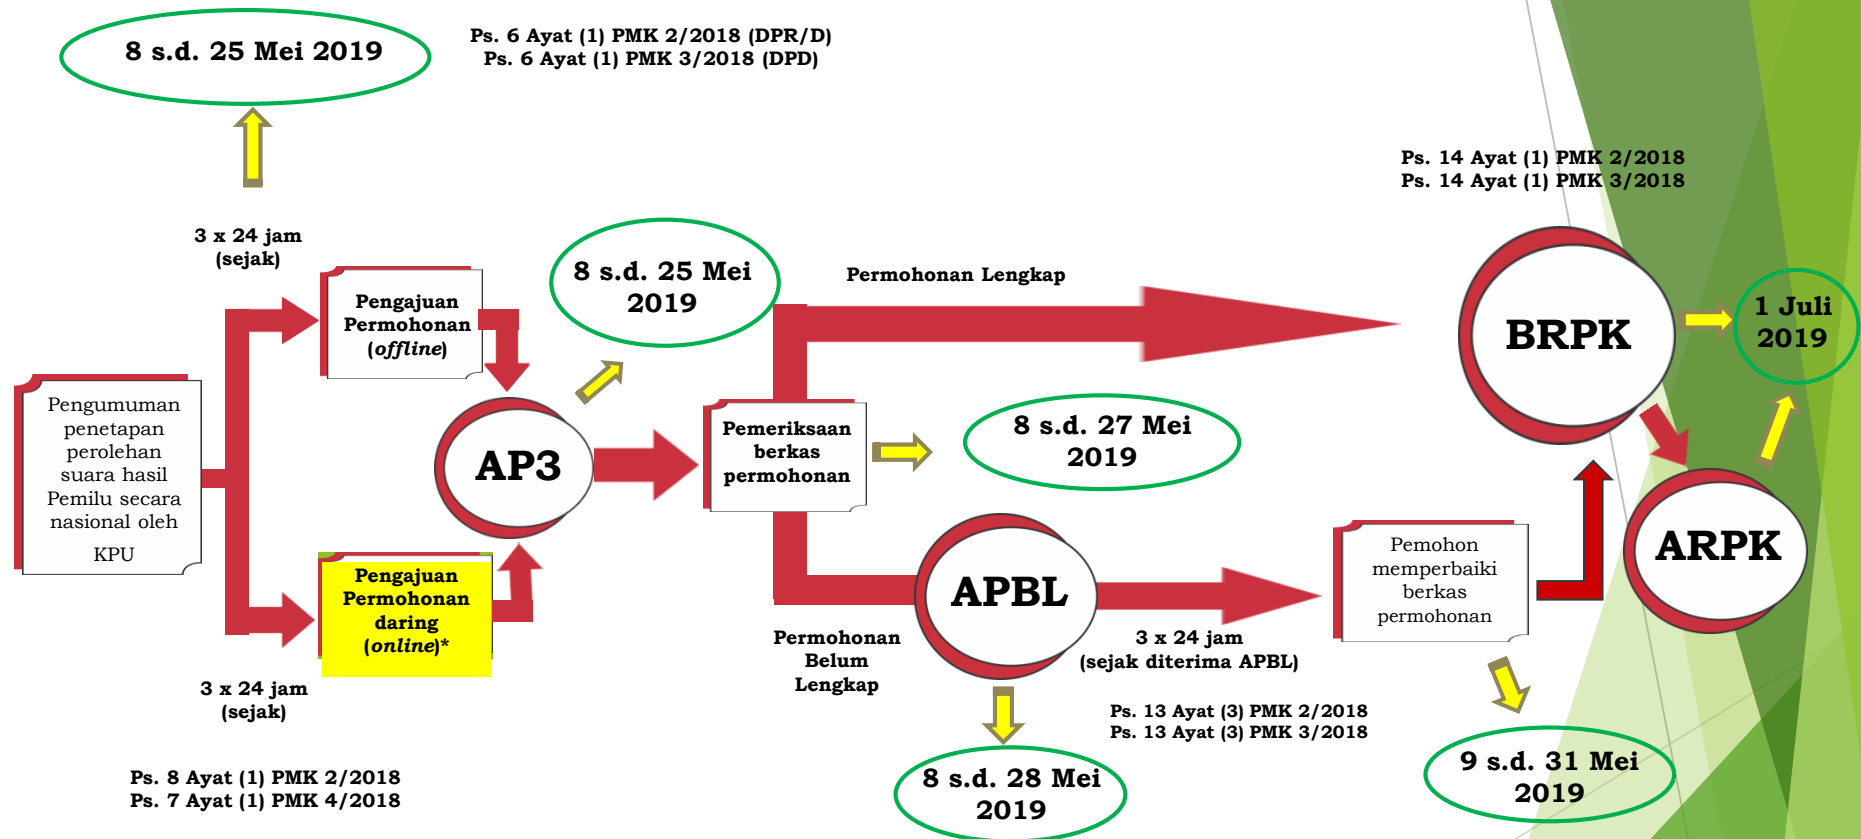 8 s.d. 25 Mei 2019
Ps. 6 Ayat (1) PMK 2/2018 (DPR/D)
Ps. 6 Ayat (1) PMK 3/2018 (DPD)
Ps. 14 Ayat (1) PMK 2/2018
Ps. 14 Ayat (1) PMK 3/2018
3 x 24 jam
(sejak)
Pengajuan
Permohonan
(offline)
8 s.d. 25 Mei
2019
Permohonan Lengkap
BRPK
1 Juli
2019
Pengumuman
penetapan
perolehan
suara hasil
Pemilu secara
nasional oleh
KPU
AP3
Pemeriksaan
berkas
permohonan
8 s.d. 27 Mei
2019
Pengajuan
Permohonan
daring
(online)*
APBL
Pemohon
memperbaiki
berkas
permohonan
ARPK
3 x 24 jam
(sejak)
Permohonan
Belum
Lengkap
3 x 24 jam
(sejak diterima APBL)
Ps. 13 Ayat (3) PMK 2/2018
Ps. 13 Ayat (3) PMK 3/2018
Ps. 8 Ayat (1) PMK 2/2018
Ps. 7 Ayat (1) PMK 4/2018
8 s.d. 28 Mei
2019
9 s.d. 31 Mei
2019